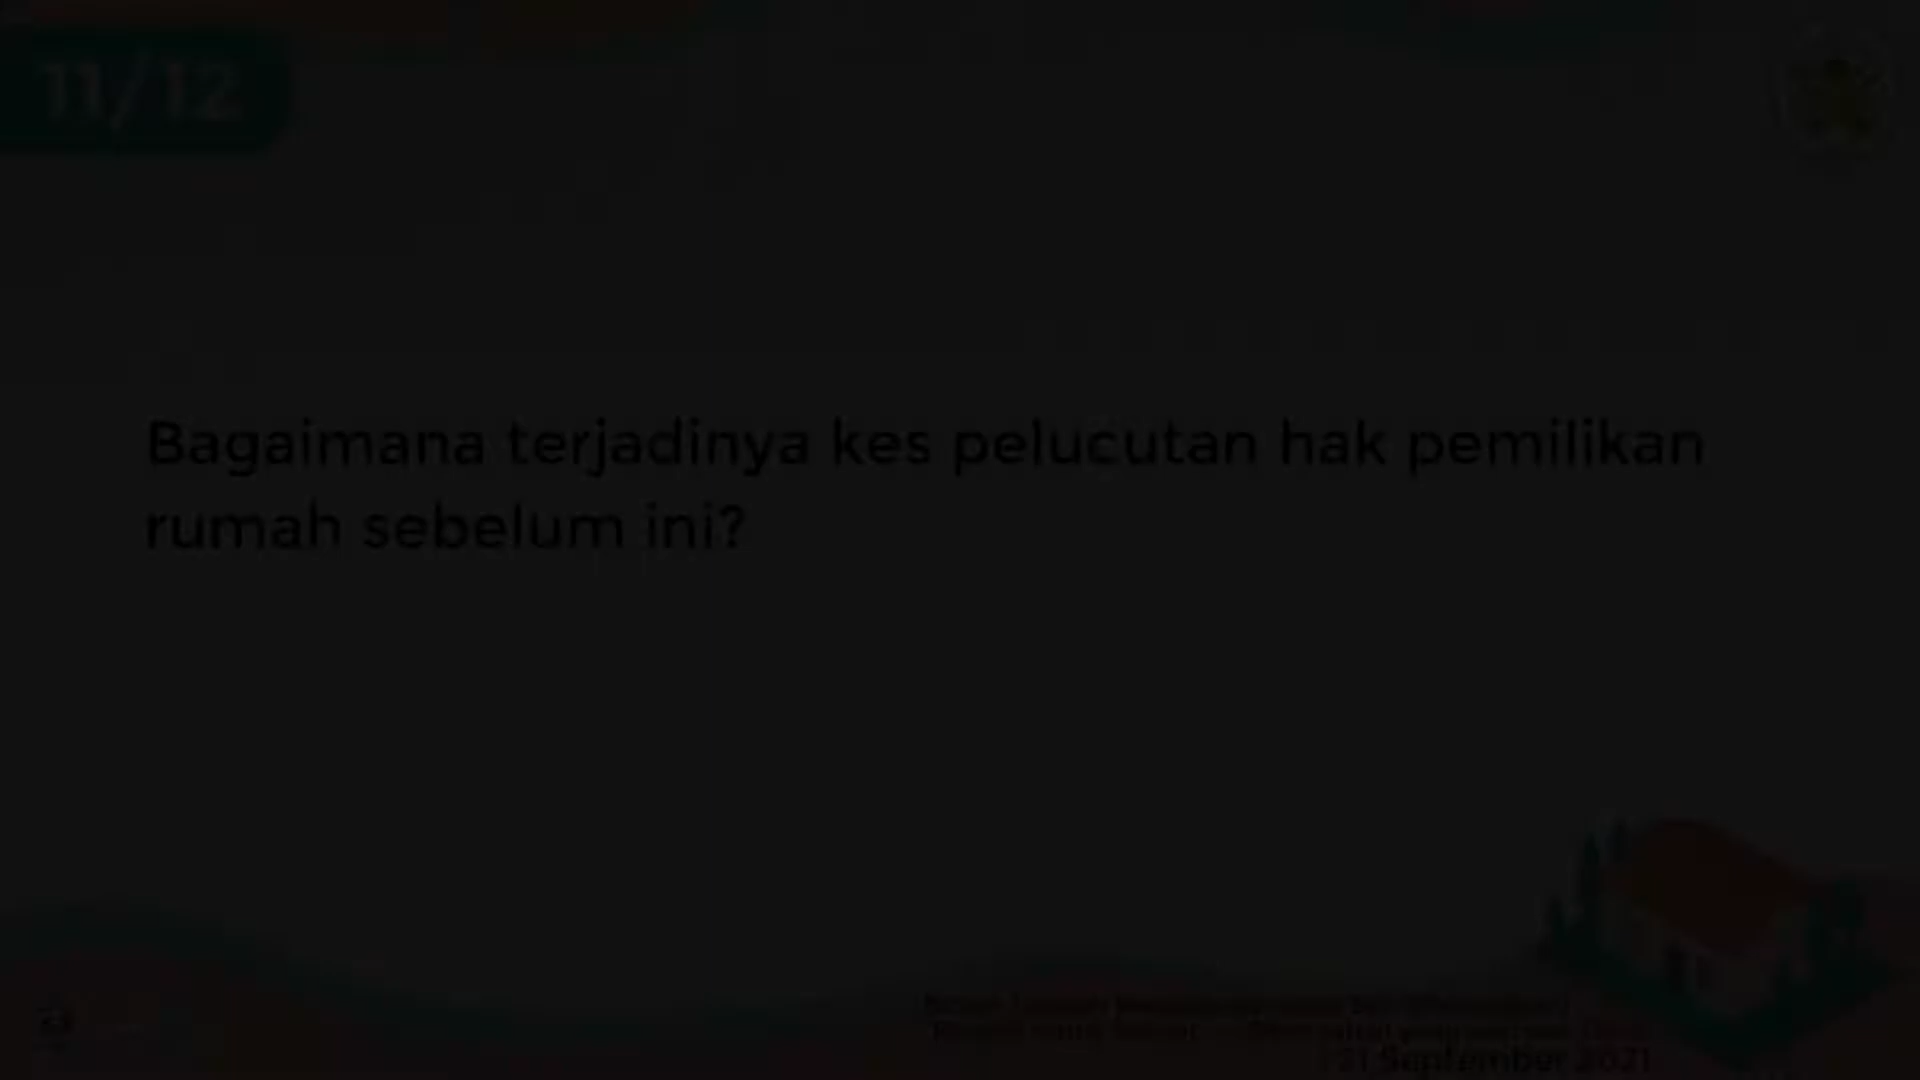 11/12
Bagaimana terjadinya kes pelucutan hak pemilikan
rumah sebelum ini?
21 September 2021